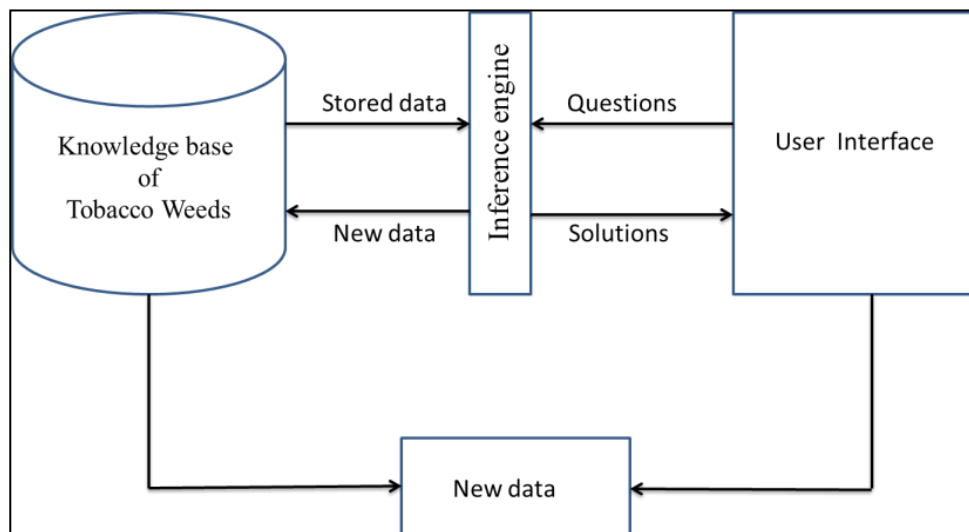 Knowledge base
of
Tobacco Weeds
Stored data
New data
Inference engine
Questions
Solutions
User Interface
New data